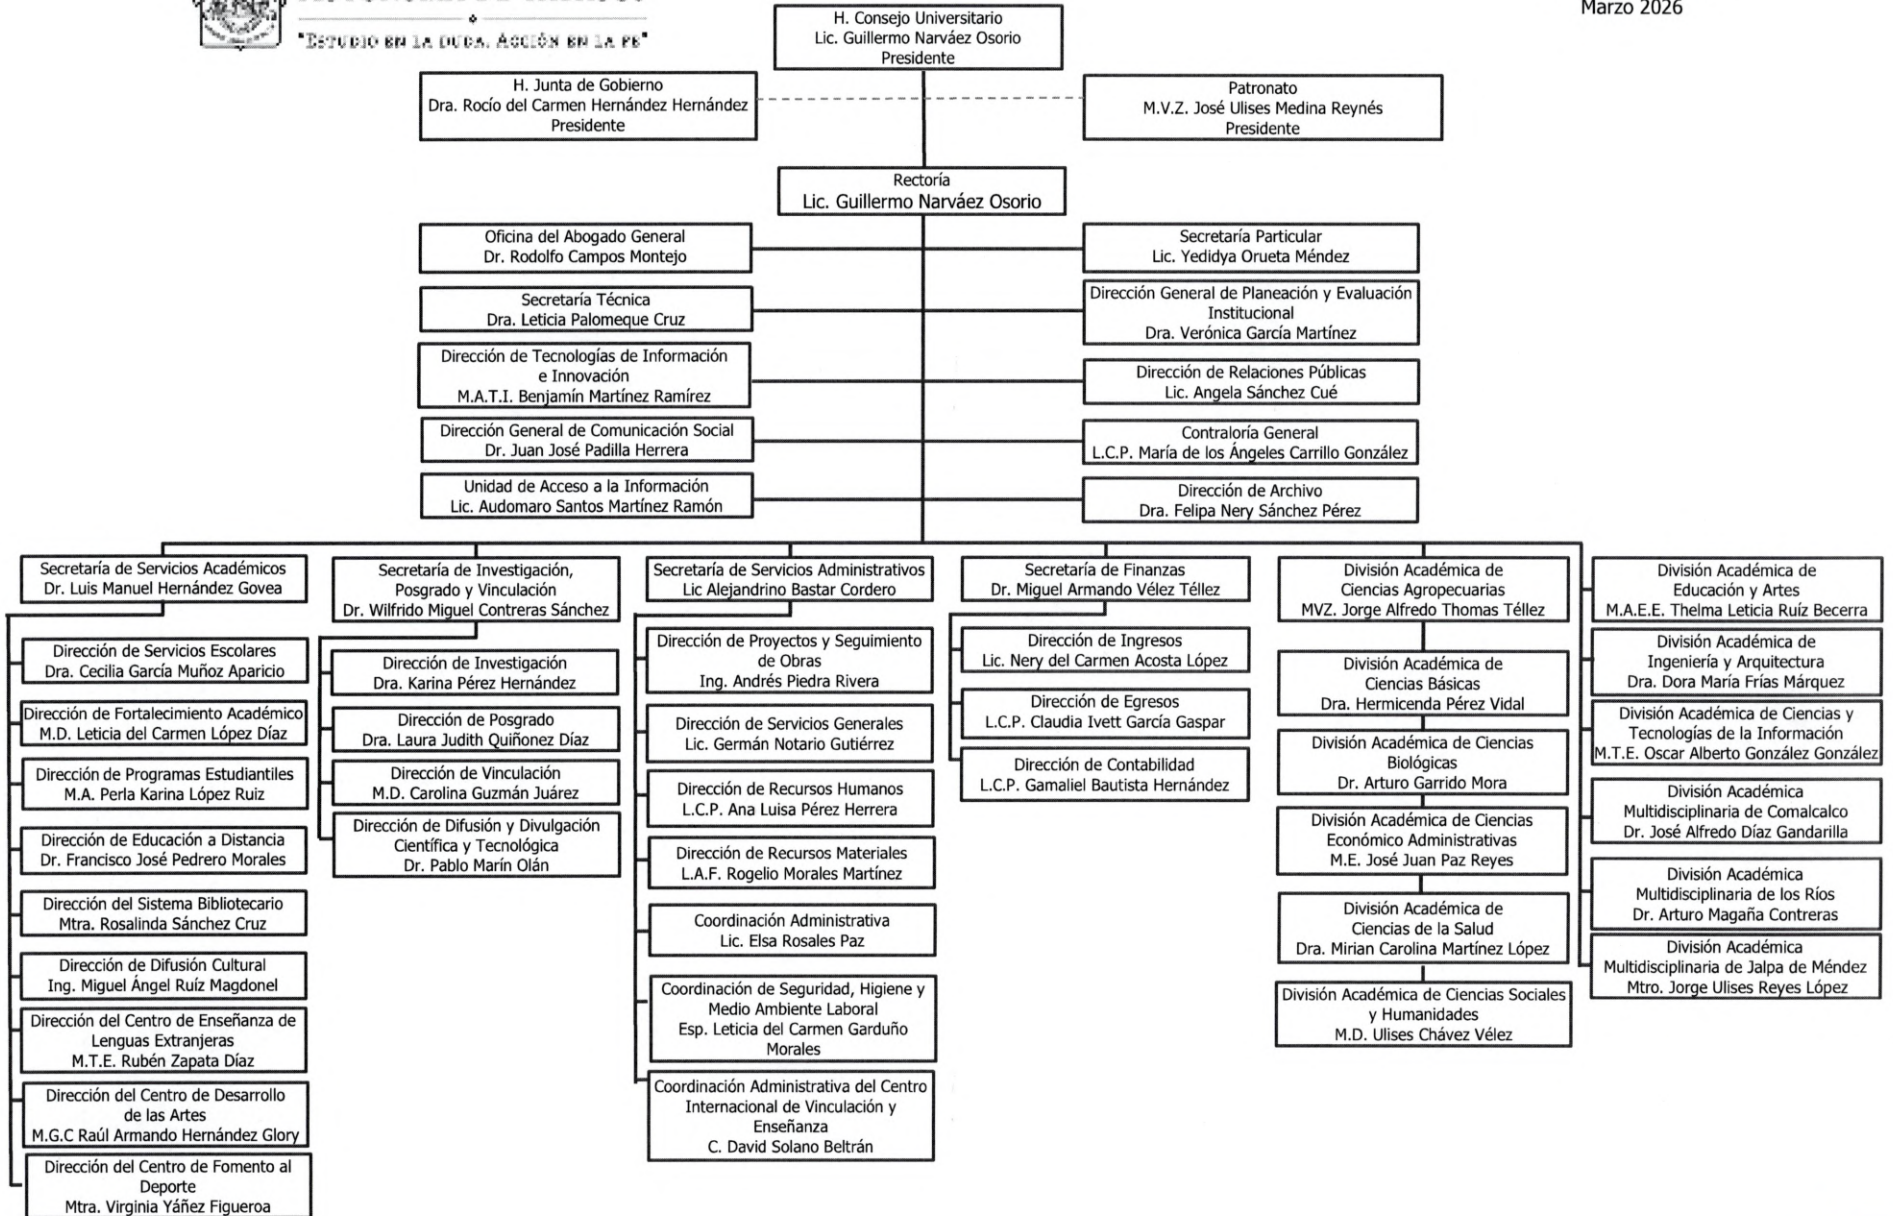 "ESTUDIO EN LA DUDA. ACCIÓN EN LA FE"
Marzo 2026
H. Consejo Universitario
Lic. Guillermo Narváez Osorio
Presidente
H. Junta de Gobierno
Dra. Rocío del Carmen Hernández Hernández
Presidente
Patronato
M.V.Z. José Ulises Medina Reynés
Presidente
Rectoría
Lic. Guillermo Narváez Osorio
Oficina del Abogado General
Dr. Rodolfo Campos Montejo
Secretaría Particular
Lic. Yedidya Orueta Méndez
Secretaría Técnica
Dra. Leticia Palomeque Cruz
Dirección General de Planeación y Evaluación
Institucional
Dra. Verónica García Martínez
Dirección de Tecnologías de Información
e Innovación
M.A.T.I. Benjamín Martínez Ramírez
Dirección de Relaciones Públicas
Lic. Angela Sánchez Cué
Dirección General de Comunicación Social
Dr. Juan José Padilla Herrera
Contraloría General
L.C.P. María de los Ángeles Carrillo González
Unidad de Acceso a la Información
Lic. Audomaro Santos Martínez Ramón
Dirección de Archivo
Dra. Felipa Nery Sánchez Pérez
Secretaría de Servicios Académicos
Dr. Luis Manuel Hernández Govea
Dirección de Servicios Escolares
Dra. Cecilia García Muñoz Aparicio
Dirección de Fortalecimiento Académico
M.D. Leticia del Carmen López Díaz
Dirección de Programas Estudiantiles
M.A. Perla Karina López Ruiz
Dirección de Educación a Distancia
Dr. Francisco José Pedrero Morales
Dirección del Sistema Bibliotecario
Mtra. Rosalinda Sánchez Cruz
Dirección de Difusión Cultural
Ing. Miguel Ángel Ruíz Magdonel
Dirección del Centro de Enseñanza de
Lenguas Extranjeras
M.T.E. Rubén Zapata Díaz
Dirección del Centro de Desarrollo
de las Artes
M.G.C Raúl Armando Hernández Glory
Dirección del Centro de Fomento al
Deporte
Mtra. Virginia Yáñez Figueroa
Secretaría de Investigación,
Posgrado y Vinculación
Dr. Wilfrido Miguel Contreras Sánchez
Dirección de Investigación
Dra. Karina Pérez Hernández
Dirección de Posgrado
Dra. Laura Judith Quiñonez Díaz
Dirección de Vinculación
M.D. Carolina Guzmán Juárez
Dirección de Difusión y Divulgación
Científica y Tecnológica
Dr. Pablo Marín Olán
Secretaría de Servicios Administrativos
Lic Alejandrino Bastar Cordero
Dirección de Proyectos y Seguimiento
de Obras
Ing. Andrés Piedra Rivera
Dirección de Servicios Generales
Lic. Germán Notario Gutiérrez
Dirección de Recursos Humanos
L.C.P. Ana Luisa Pérez Herrera
Dirección de Recursos Materiales
L.A.F. Rogelio Morales Martínez
Coordinación Administrativa
Lic. Elsa Rosales Paz
Coordinación de Seguridad, Higiene y
Medio Ambiente Laboral
Esp. Leticia del Carmen Garduño
Morales
Coordinación Administrativa del Centro
Internacional de Vinculación y
Enseñanza
C. David Solano Beltrán
Secretaría de Finanzas
Dr. Miguel Armando Vélez Téllez
Dirección de Ingresos
Lic. Nery del Carmen Acosta López
Dirección de Egresos
L.C.P. Claudia Ivett García Gaspar
Dirección de Contabilidad
L.C.P. Gamaliel Bautista Hernández
División Académica de
Ciencias Agropecuarias
MVZ. Jorge Alfredo Thomas Téllez
División Académica de
Ciencias Básicas
Dra. Hermicenda Pérez Vidal
División Académica de Ciencias
Biológicas
Dr. Arturo Garrido Mora
División Académica de Ciencias
Económico Administrativas
M.E. José Juan Paz Reyes
División Académica de
Ciencias de la Salud
Dra. Mirian Carolina Martínez López
División Académica de Ciencias Sociales
y Humanidades
M.D. Ulises Chávez Vélez
División Académica de
Educación y Artes
M.A.E.E. Thelma Leticia Ruíz Becerra
División Académica de
Ingeniería y Arquitectura
Dra. Dora María Frías Márquez
División Académica de Ciencias y
Tecnologías de la Información
M.T.E. Oscar Alberto González González
División Académica
Multidisciplinaria de Comalcalco
Dr. José Alfredo Díaz Gandarilla
División Académica
Multidisciplinaria de los Ríos
Dr. Arturo Magaña Contreras
División Académica
Multidisciplinaria de Jalpa de Méndez
Mtro. Jorge Ulises Reyes López